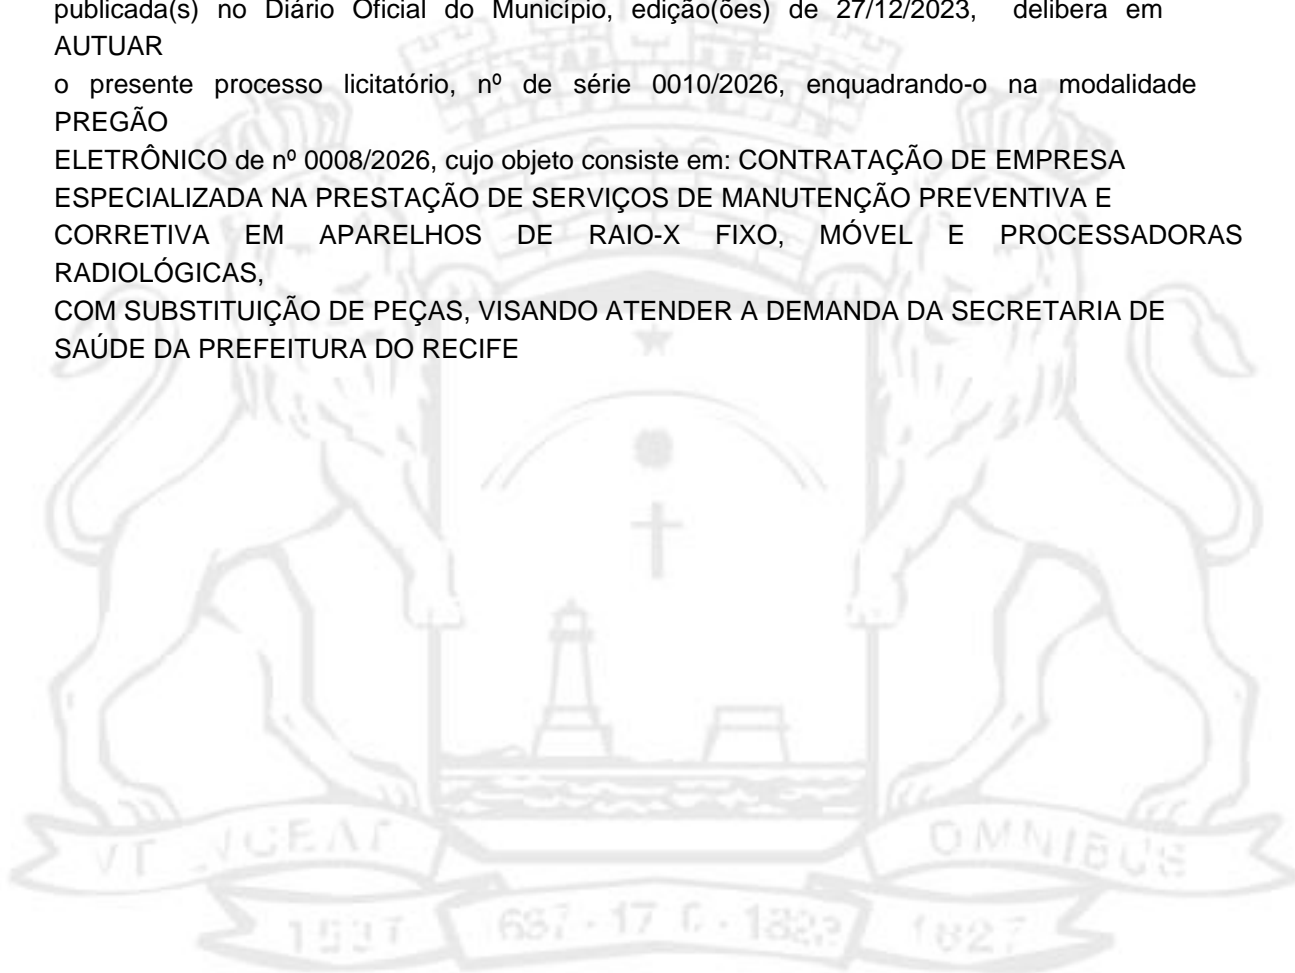 publicada(s) no Diário Oficial do Município, edição(ões) de 27/12/2023, delibera em
AUTUAR
o presente processo licitatório, nº de série 0010/2026, enquadrando-o na modalidade
PREGÃO
ELETRÔNICO de nº 0008/2026, cujo objeto consiste em: CONTRATAÇÃO DE EMPRESA
ESPECIALIZADA NA PRESTAÇÃO DE SERVIÇOS DE MANUTENÇÃO PREVENTIVA E
CORRETIVA EM APARELHOS DE RAIO-X FIXO, MÓVEL E PROCESSADORAS
RADIOLÓGICAS,
COM SUBSTITUIÇÃO DE PEÇAS, VISANDO ATENDER A DEMANDA DA SECRETARIA DE
SAÚDE DA PREFEITURA DO RECIFE
OMNIBUS
1537